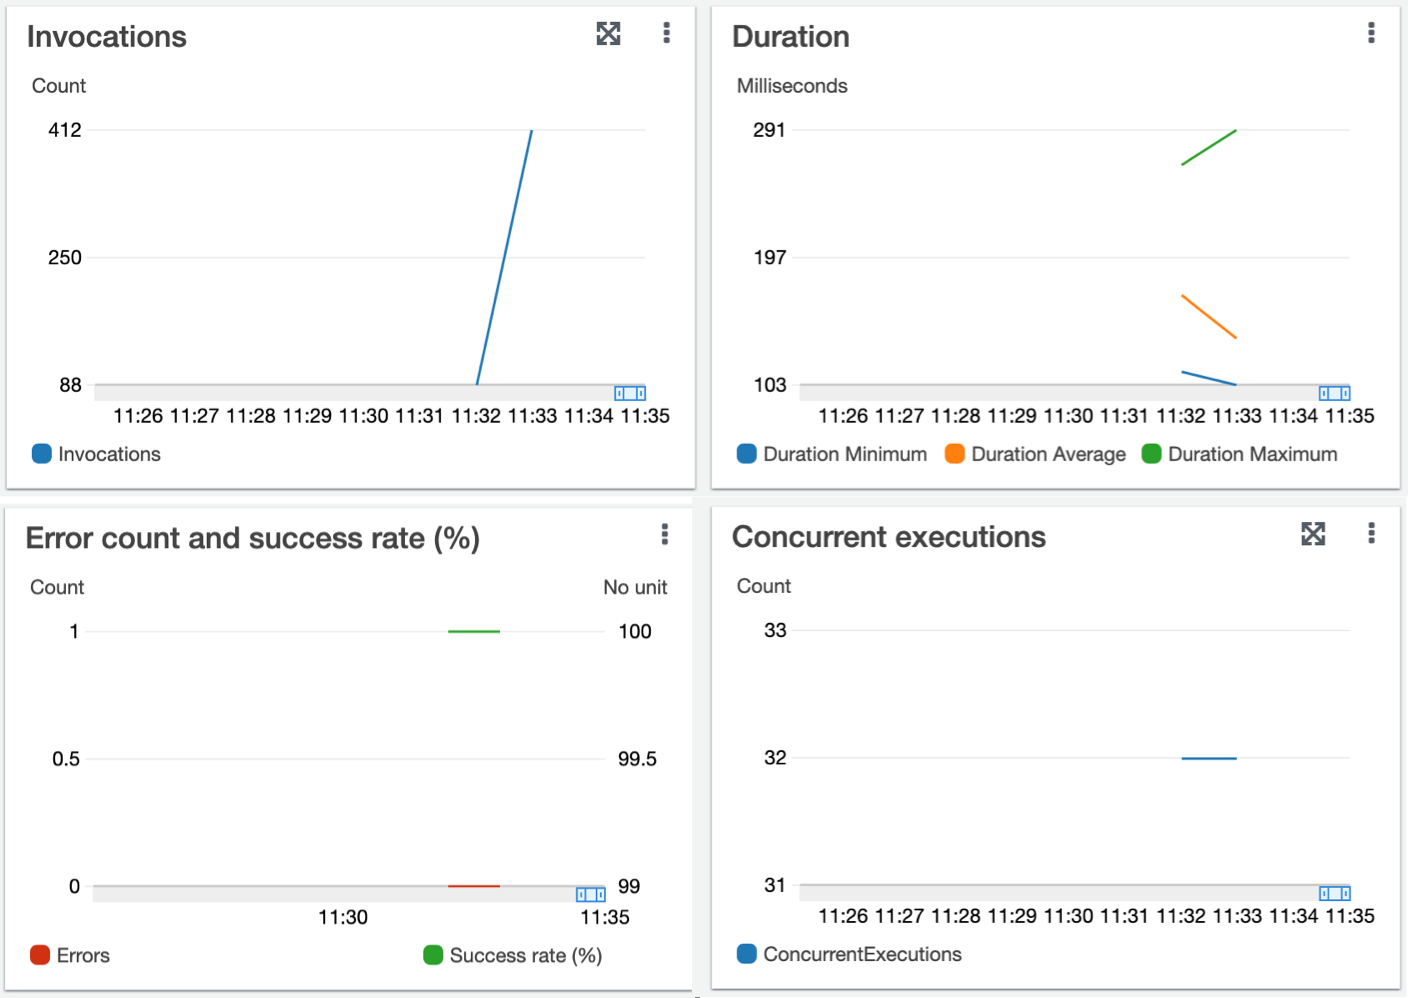 Invocations
Count
412
250
88
11:26 11:27 11:28 11:29 11:30 11:31 11:32 11:33 11:34 11:35
Invocations
Duration
Milliseconds
291
197
103
11:26 11:27 11:28 11:29 11:30 11:31 11:32 11:33 11:34 11:35
Duration Minimum Duration Average Duration Maximum
Error count and success rate (%)
Count No unit
1 100
0.5 99.5
0 99
11:30 11:35
Errors Success rate (%)
Concurrent executions
Count
33
32
31
11:26 11:27 11:28 11:29 11:30 11:31 11:32 11:33 11:34 11:35
ConcurrentExecutions